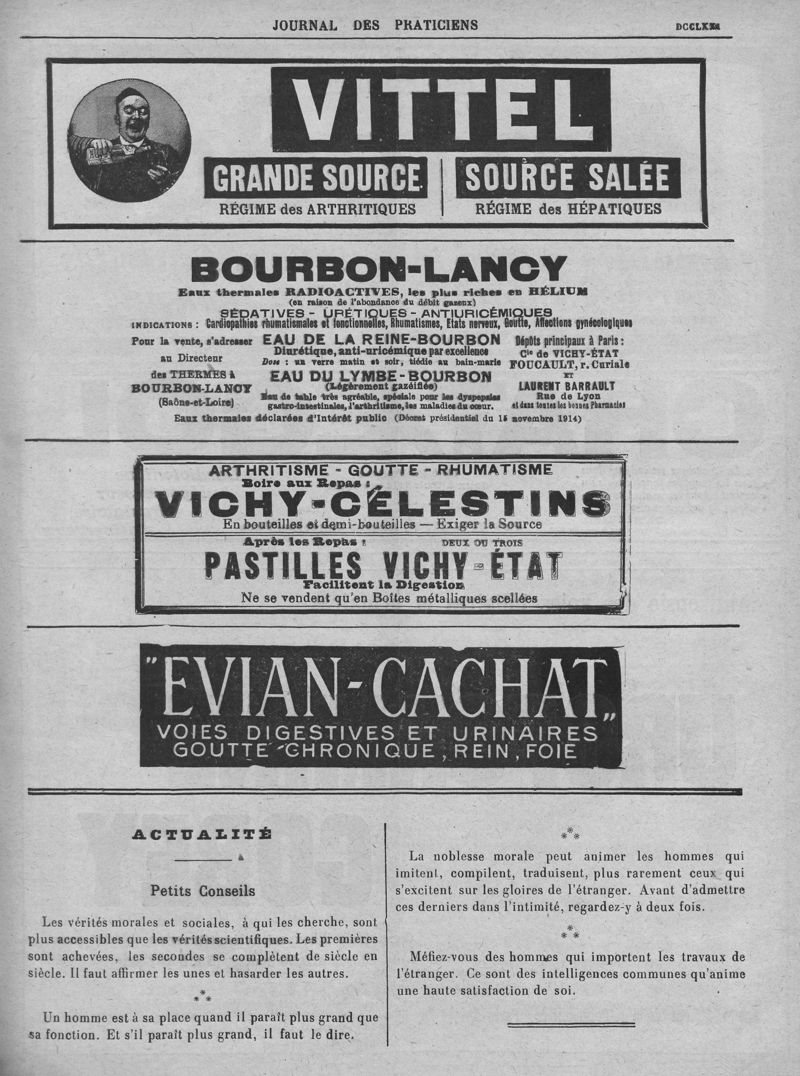 JOURNAL DES PRATICIENS
VITTEL
GRANDE SOURCE
SOURCE SALÉE
RÉGIME des ARTHRITIQUES
RÉGIME des HÉPATIQUES
BOURBON-LANCY
Eaux thermales RADIOACTIVES, les plus riches en HÉLIUM
(en raison de l'abondance du débit gazeux)
SÉDATIVES - URÉTIQUES - ANTIURICÉMIQUES
INDICATIONS : Cardiopathies rhumatismales et fonctionnelles, Rhumatismes, Etats nerveux, Goutte, Affections gynécologiques
Pour la vente, s'adresser
au Directeur
des THERMES à
BOURBON-LANCY
(Saône-et-Loire)
EAU DE LA REINE-BOURBON
Diurétique, anti-uricémique par excellence
Dose : un verre matin et soir, tiédie au bain-marie
EAU DU LYMBE-BOURBON
(Légèrement gazéifiée)
Eau de table très agréable, spéciale pour les dyspepsies
gastro-intestinales, l'arthritisme, les maladies du cœur.
Dépôts principaux à Paris :
Cie de VICHY-ÉTAT
FOUCAULT, r. Curiale
ET
LAURENT BARRAULT
Rue de Lyon
et dans toutes les bonnes Pharmacies
Eaux thermales déclarées d'Intérêt public (Décret présidentiel du 15 novembre 1914)
ARTHRITISME - GOUTTE - RHUMATISME
Boire aux Repas :
VICHY-CÉLESTINS
En bouteilles et demi-bouteilles — Exiger la Source
Après les Repas : DEUX OU TROIS
PASTILLES VICHY-ÉTAT
Facilitent la Digestion
Ne se vendent qu'en Boîtes métalliques scellées
"EVIAN-CACHAT„
VOIES DIGESTIVES ET URINAIRES
GOUTTE CHRONIQUE, REIN, FOIE
ACTUALITÉ
Petits Conseils
Les vérités morales et sociales, à qui les cherche, sont
plus accessibles que les vérités scientifiques. Les premières
sont achevées, les secondes se complètent de siècle en
siècle. Il faut affirmer les unes et hasarder les autres.
***
Un homme est à sa place quand il paraît plus grand que
sa fonction. Et s'il paraît plus grand, il faut le dire.
***
La noblesse morale peut animer les hommes qui
imitent, compilent, traduisent, plus rarement ceux qui
s'excitent sur les gloires de l'étranger. Avant d'admettre
ces derniers dans l'intimité, regardez-y à deux fois.
***
Méfiez-vous des hommes qui importent les travaux de
l'étranger. Ce sont des intelligences communes qu'anime
une haute satisfaction de soi.